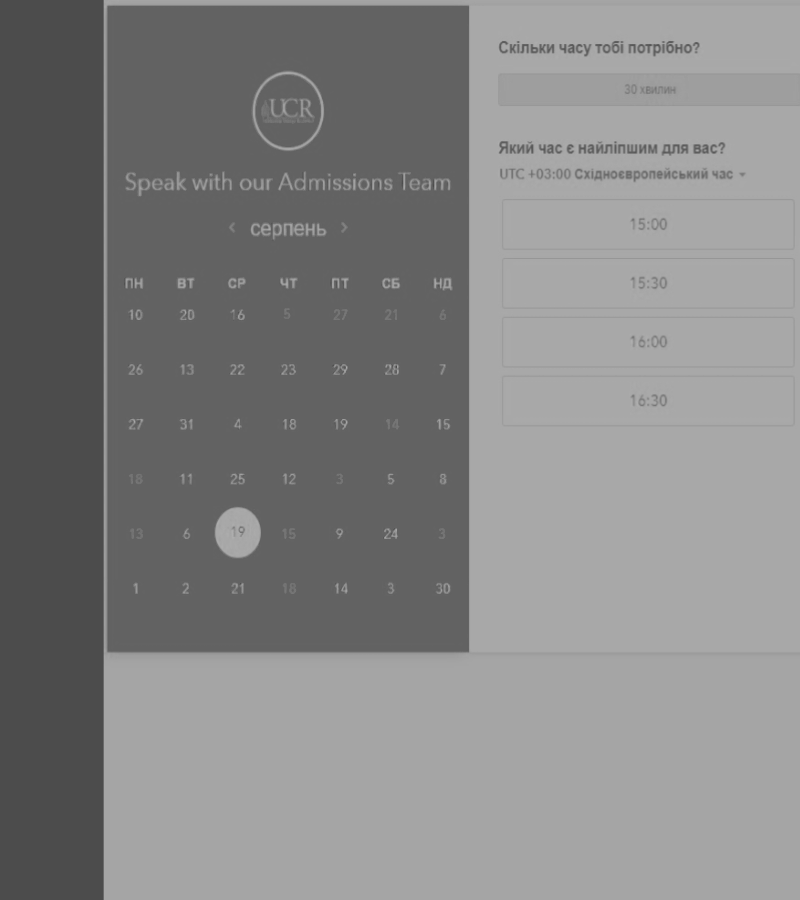 UCR
Speak with our Admissions Team
серпень
ПН ВТ СР ЧТ ПТ СБ НД
10 20 16 5 27 21 6
26 13 22 23 29 28 7
27 31 4 18 19 14 15
18 11 25 12 3 5 8
13 6 19 15 9 24 3
1 2 21 18 14 3 30
Скільки часу тобі потрібно?
30 хвилин
Який час є найліпшим для вас?
UTC +03:00 Східноєвропейський час
15:00
15:30
16:00
16:30